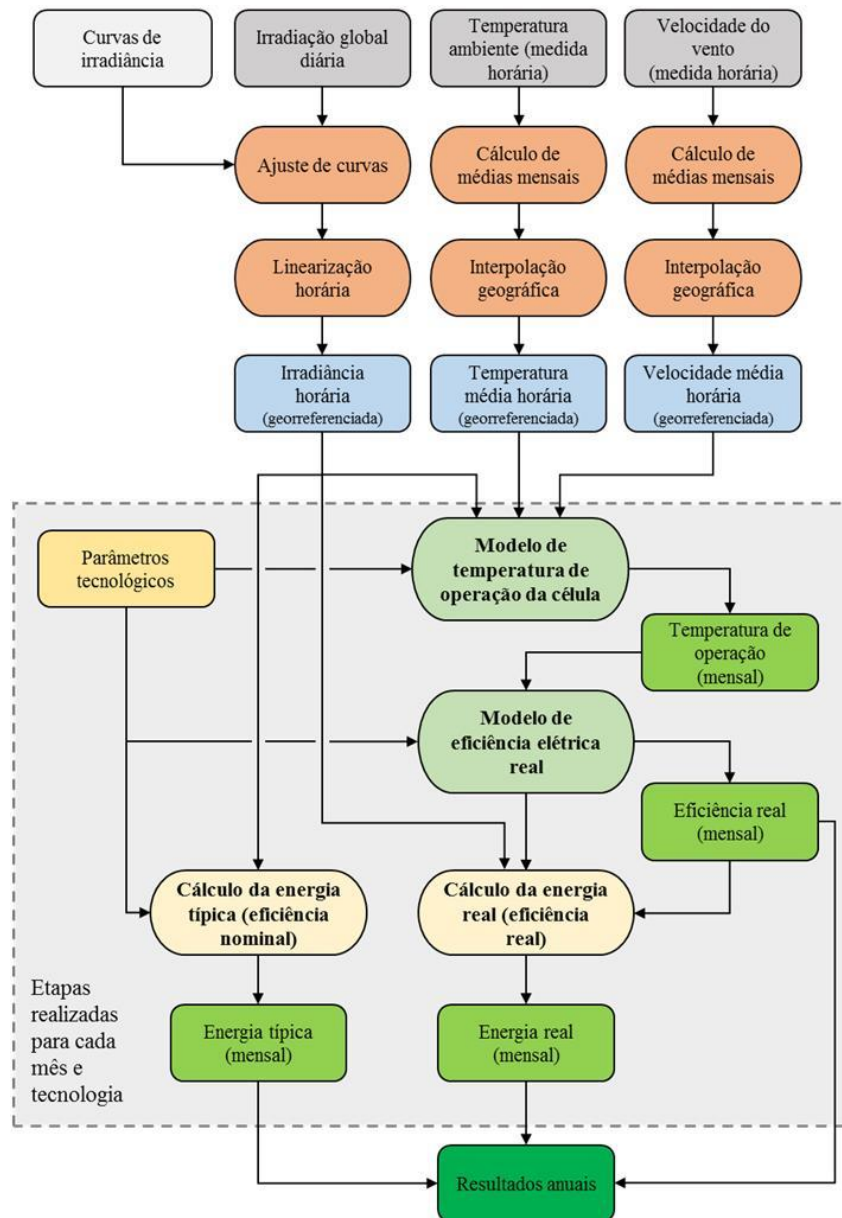 Curvas de
irradiância
Irradiação global
diária
Temperatura
ambiente (medida
horária)
Velocidade do
vento
(medida horária)
Ajuste de curvas
Cálculo de
médias mensais
Cálculo de
médias mensais
Linearização
horária
Interpolação
geográfica
Interpolação
geográfica
Irradiância
horária
(georreferenciada)
Temperatura
média horária
(georreferenciada)
Velocidade média
horária
(georreferenciada)
Parâmetros
tecnológicos
Modelo de
temperatura de
operação da célula
Temperatura de
operação
(mensal)
Modelo de
eficiência elétrica
real
Eficiência real
(mensal)
Cálculo da energia
típica (eficiência
nominal)
Cálculo da energia
real (eficiência
real)
Etapas
realizadas
para cada
mês e
tecnologia
Energia típica
(mensal)
Energia real
(mensal)
Resultados anuais